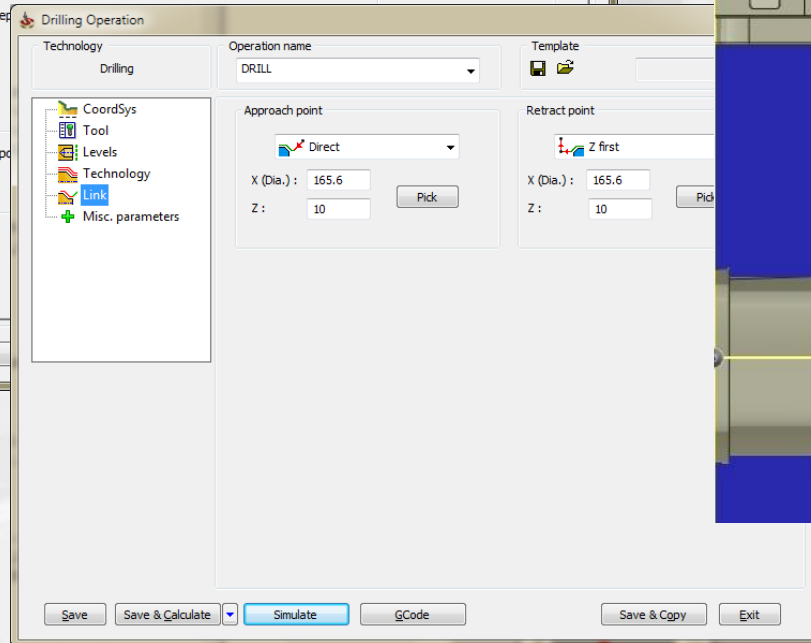 Drilling Operation
Technology
Drilling
Operation name
DRILL
Template
CoordSys
Tool
Levels
Technology
Link
Misc. parameters
Approach point
Direct
X (Dia.) : 165.6
Z : 10
Pick
Retract point
Z first
X (Dia.) : 165.6
Z : 10
Save
Save & Calculate
Simulate
GCode
Save & Copy
Exit